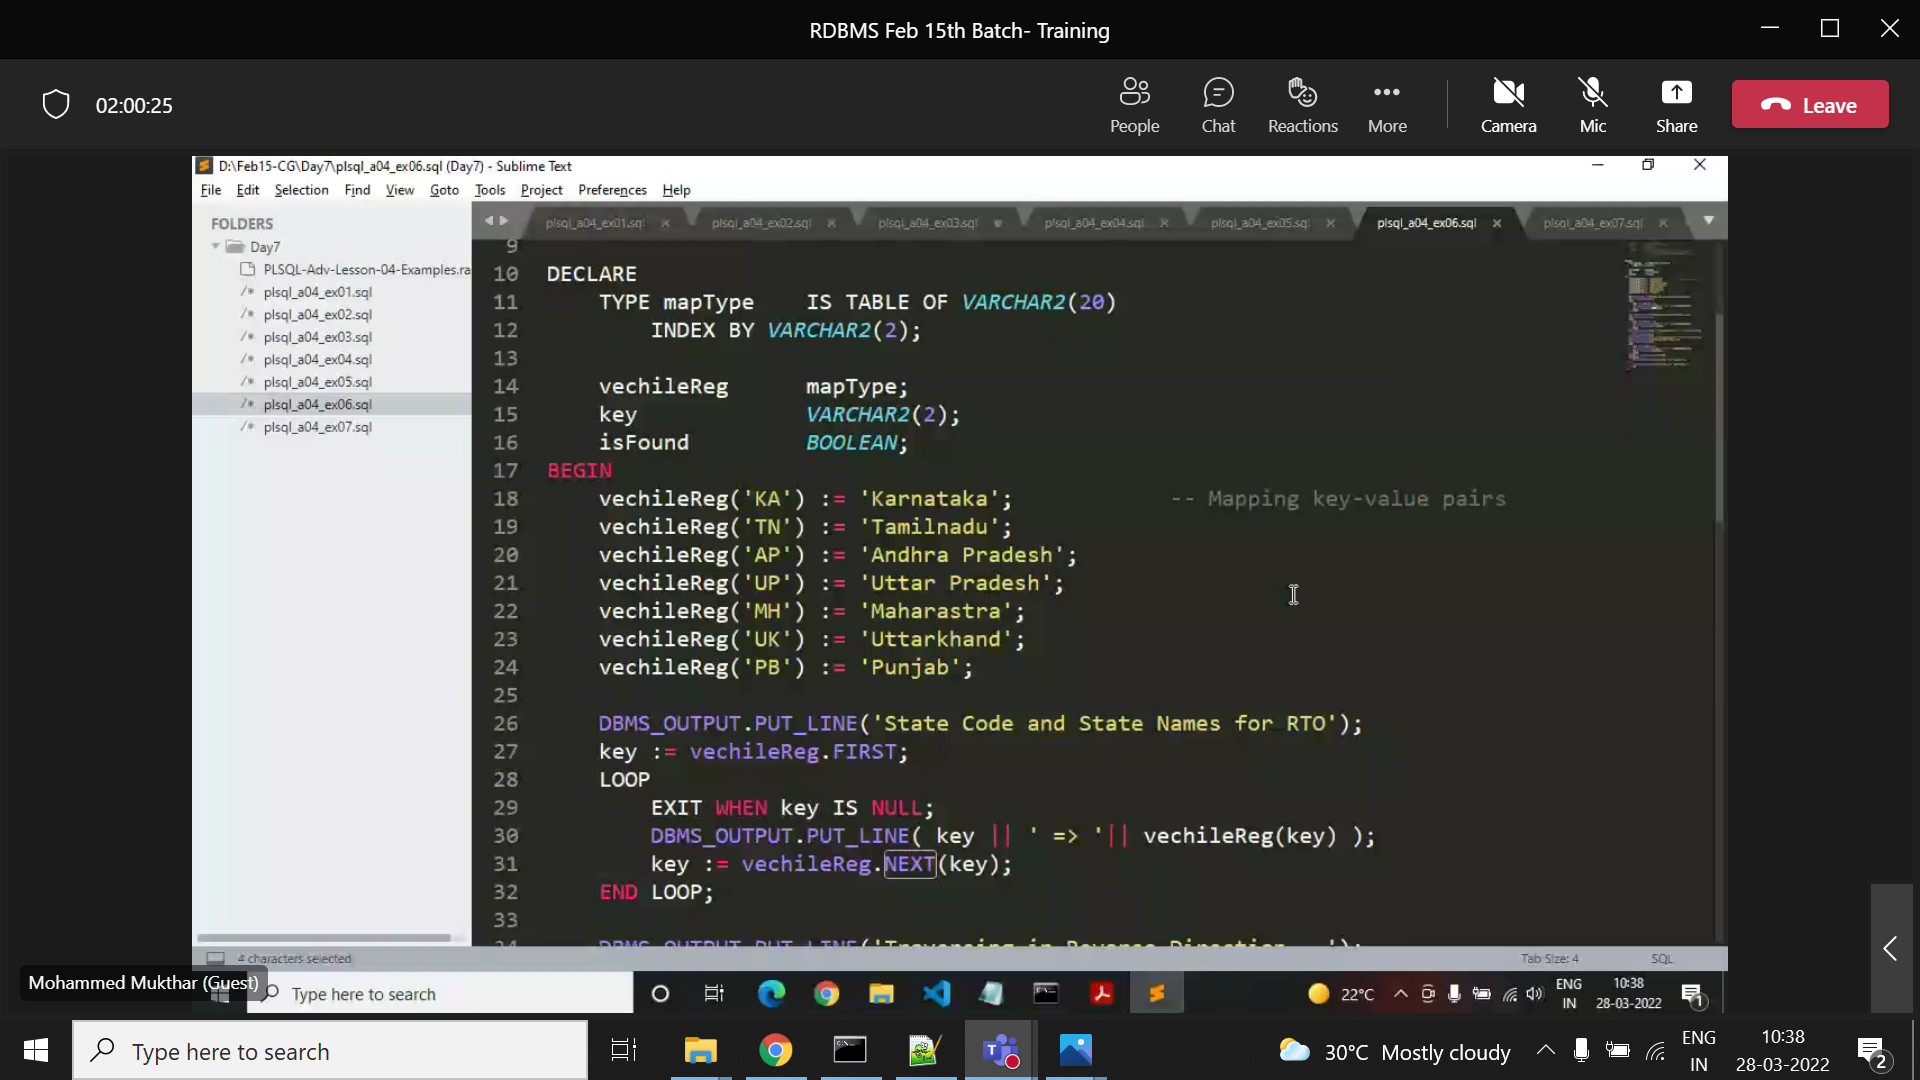 RDBMS Feb 15th Batch- Training
02:00:25
People
Chat
Reactions
More
Camera
Mic
Share
Leave
D:\Feb15-CG\Day7\plsql_a04_ex06.sql (Day7) - Sublime Text
File Edit Selection Find View Goto Tools Project Preferences Help
FOLDERS
Day7
PLSQL-Adv-Lesson-04-Examples.ra
/* plsql_a04_ex01.sql
/* plsql_a04_ex02.sql
/* plsql_a04_ex03.sql
/* plsql_a04_ex04.sql
/* plsql_a04_ex05.sql
/* plsql_a04_ex06.sql
/* plsql_a04_ex07.sql
plsql_a04_ex01.sql
plsql_a04_ex02.sql
plsql_a04_ex03.sql
plsql_a04_ex04.sql
plsql_a04_ex05.sql
plsql_a04_ex06.sql
plsql_a04_ex07.sql
9
10 DECLARE
11 TYPE mapType IS TABLE OF VARCHAR2(20)
12 INDEX BY VARCHAR2(2);
13
14 vechileReg mapType;
15 key VARCHAR2(2);
16 isFound BOOLEAN;
17 BEGIN
18 vechileReg('KA') := 'Karnataka'; -- Mapping key-value pairs
19 vechileReg('TN') := 'Tamilnadu';
20 vechileReg('AP') := 'Andhra Pradesh';
21 vechileReg('UP') := 'Uttar Pradesh';
22 vechileReg('MH') := 'Maharastra';
23 vechileReg('UK') := 'Uttarkhand';
24 vechileReg('PB') := 'Punjab';
25
26 DBMS_OUTPUT.PUT_LINE('State Code and State Names for RTO');
27 key := vechileReg.FIRST;
28 LOOP
29 EXIT WHEN key IS NULL;
30 DBMS_OUTPUT.PUT_LINE( key || ' => '|| vechileReg(key) );
31 key := vechileReg.NEXT(key);
32 END LOOP;
33
34 DBMS_OUTPUT.PUT_LINE('Traversing in Reverse Direction...');
4 characters selected
Tab Size: 4
SQL
Mohammed Mukthar (Guest)
Type here to search
22°C
ENG
IN
10:38
28-03-2022
1
Type here to search
30°C Mostly cloudy
ENG
IN
10:38
28-03-2022
2